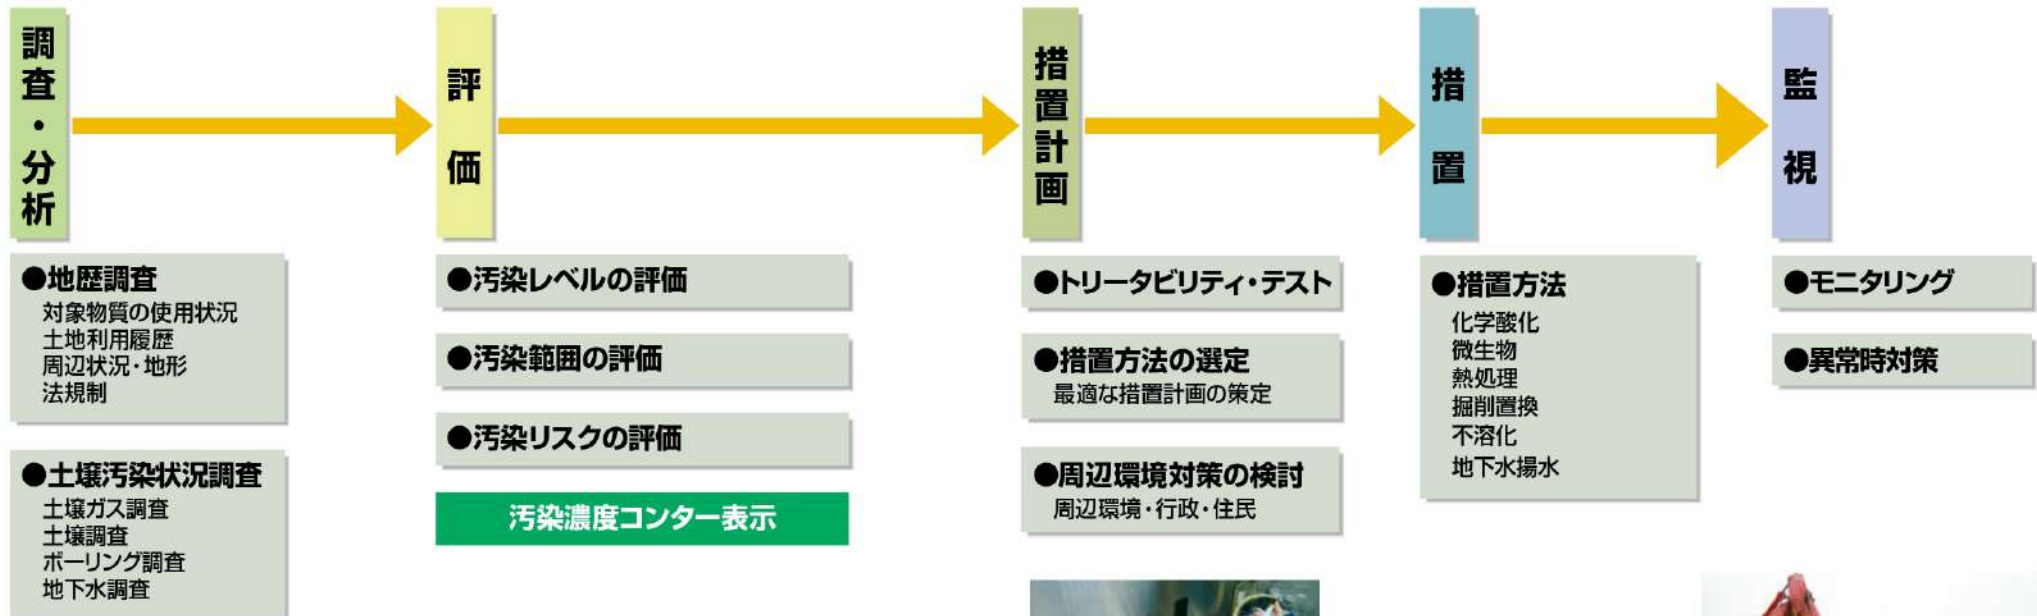 調査・分析
評価
措置計画
措置
監視
●地歴調査
対象物質の使用状況
土地利用履歴
周辺状況・地形
法規制
●土壌汚染状況調査
土壌ガス調査
土壌調査
ボーリング調査
地下水調査
●汚染レベルの評価
●汚染範囲の評価
●汚染リスクの評価
汚染濃度コンター表示
●トリータビリティ・テスト
●措置方法の選定
最適な措置計画の策定
●周辺環境対策の検討
周辺環境・行政・住民
●措置方法
化学酸化
微生物
熱処理
掘削置換
不溶化
地下水揚水
●モニタリング
●異常時対策